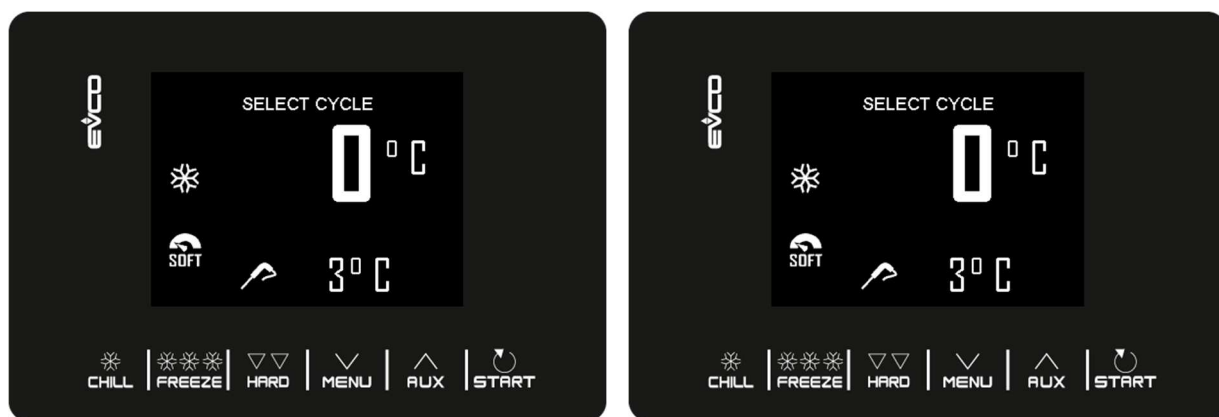 EVCO
SELECT CYCLE
0 °C
SOFT
3° C
CHILL FREEZE HARD MENU AUX START
EVCO
SELECT CYCLE
0 °C
SOFT
3° C
CHILL FREEZE HARD MENU AUX START